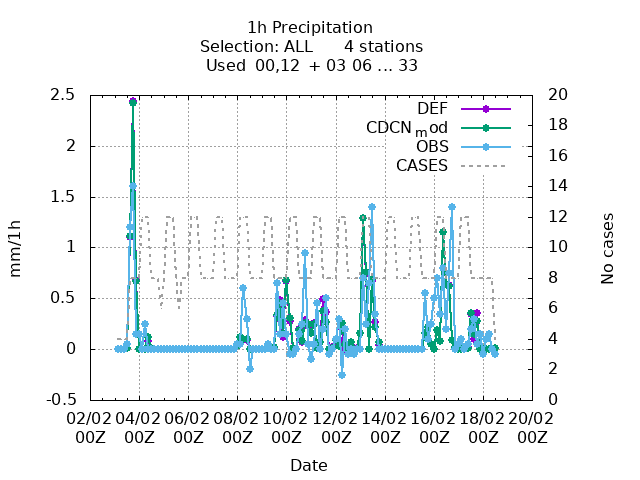 1h Precipitation
Selection: ALL 4 stations
Used 00,12 + 03 06 ... 33
DEF
CDCN_mod
OBS
CASES
2.5
2
1.5
1
0.5
0
-0.5
mm/1h
20
18
16
14
12
10
8
6
4
2
0
No cases
02/02 04/02 06/02 08/02 10/02 12/02 14/02 16/02 18/02 20/02
00Z 00Z 00Z 00Z 00Z 00Z 00Z 00Z 00Z 00Z
Date